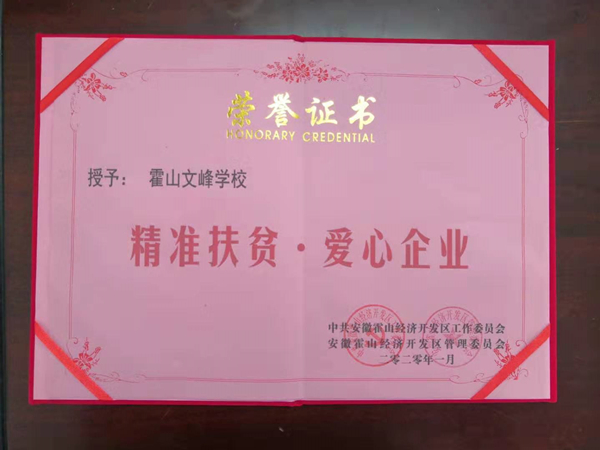 荣誉证书
HONORARY CREDENTIAL
授予： 霍山文峰学校
精准扶贫·爱心企业
中共安徽霍山经济开发区工作委员会
安徽霍山经济开发区管理委员会
二〇二〇年一月